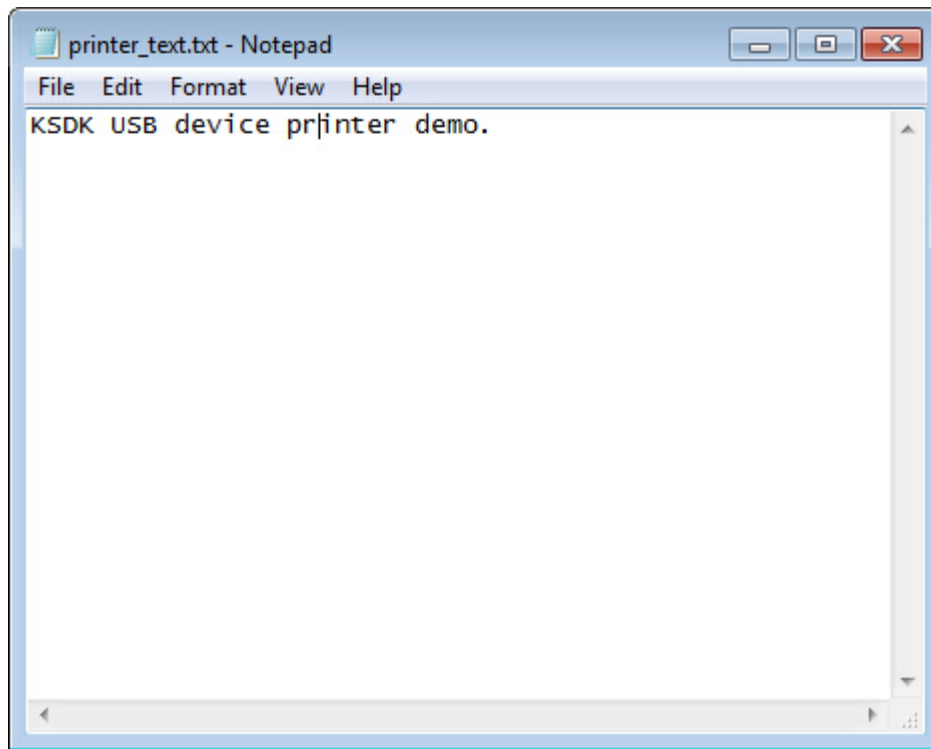 printer_text.txt - Notepad
File Edit Format View Help
KSDK USB device printer demo.